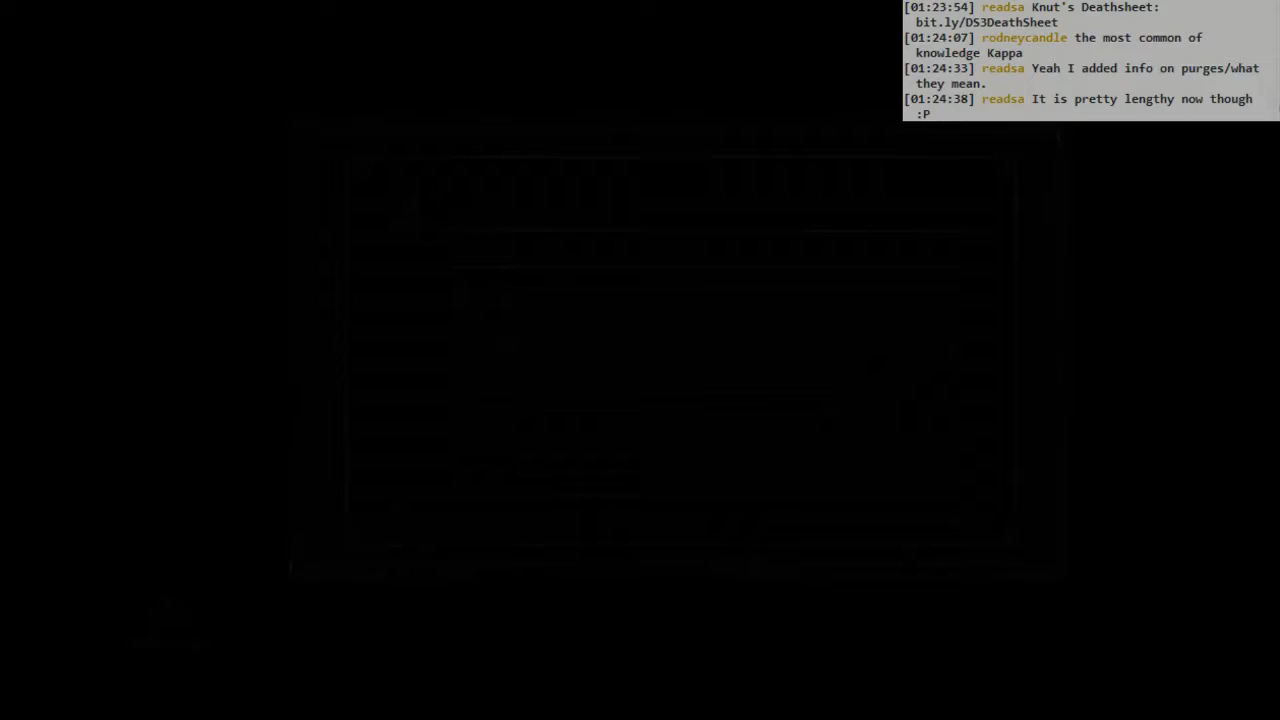 [01:23:54] readsa Knut's Deathsheet:
bit.ly/DS3DeathSheet
[01:24:07] rodneycandle the most common of
knowledge Kappa
[01:24:33] readsa Yeah I added info on purges/what
they mean.
[01:24:38] readsa It is pretty lengthy now though
:P